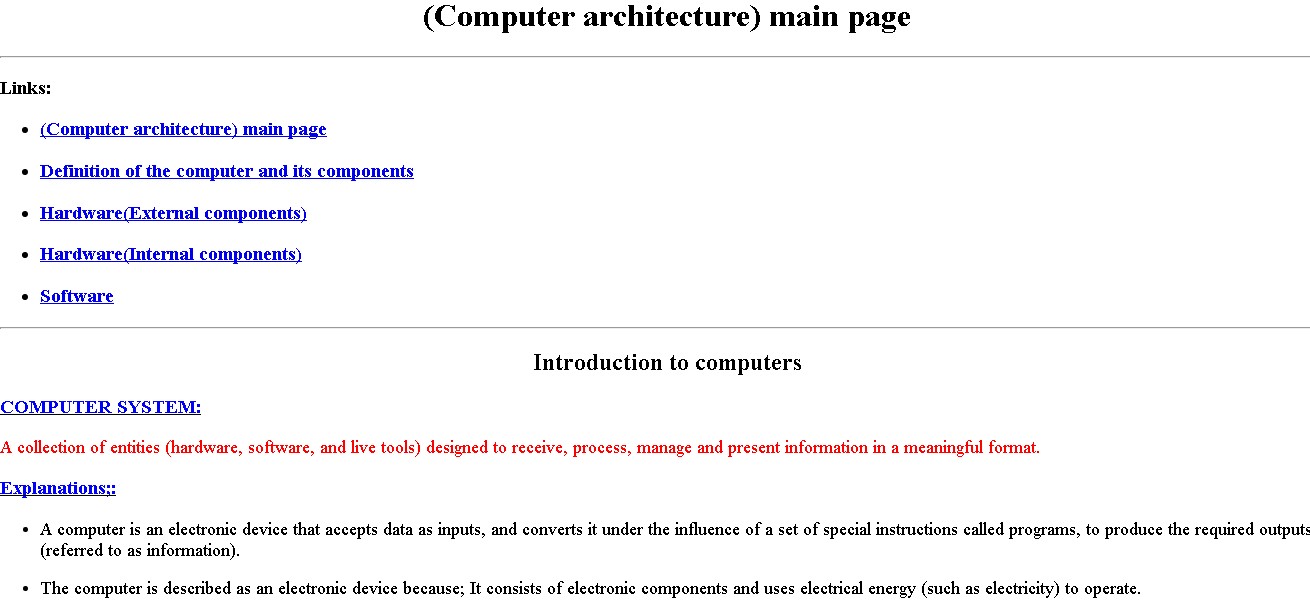 (Computer architecture) main page
Links:
(Computer architecture) main page
Definition of the computer and its components
Hardware(External components)
Hardware(Internal components)
Software
Introduction to computers
COMPUTER SYSTEM:
A collection of entities (hardware, software, and live tools) designed to receive, process, manage and present information in a meaningful format.
Explanations;:
A computer is an electronic device that accepts data as inputs, and converts it under the influence of a set of special instructions called programs, to produce the required outputs
(referred to as information).
The computer is described as an electronic device because; It consists of electronic components and uses electrical energy (such as electricity) to operate.